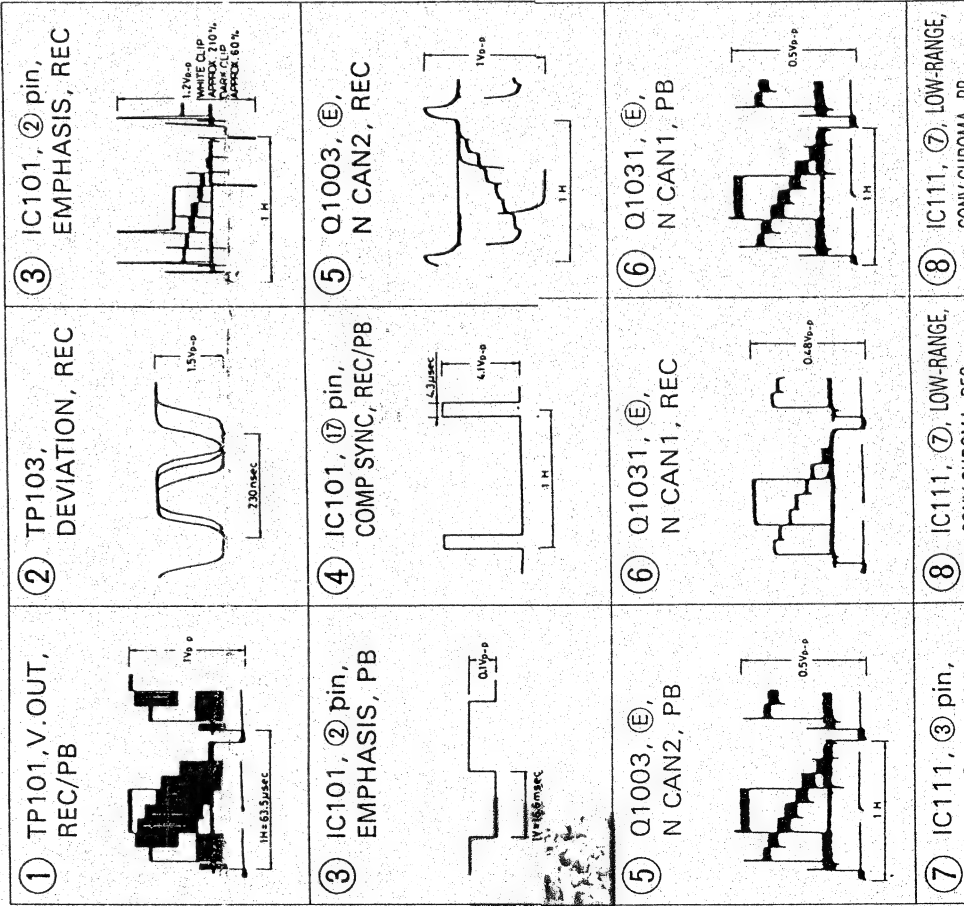 ① TP101, V. OUT,
REC/PB
1Vp-p
1H=63.5μsec
② TP103,
DEVIATION, REC
1.5Vp-p
230nsec
③ IC101, ② pin,
EMPHASIS, REC
1.2Vp-p
WHITE CLIP
APPROX. 210%
DARK CLIP
APPROX. 60%
1H
③ IC101, ② pin,
EMPHASIS, PB
0.1Vp-p
1V=16.6msec
④ IC101, ⑰ pin,
COMP SYNC, REC/PB
4.3μsec
4.1Vp-p
1H
⑤ Q1003, Ⓔ,
N CAN2, REC
1Vp-p
1H
⑤ Q1003, Ⓔ,
N CAN2, PB
0.5Vp-p
1H
⑥ Q1031, Ⓔ,
N CAN1, REC
0.48Vp-p
1H
⑥ Q1031, Ⓔ,
N CAN1, PB
0.5Vp-p
1H
⑦ IC111, ③ pin,
⑧ IC111, ⑦, LOW-RANGE,
⑧ IC111, ⑦, LOW-RANGE,
CONV CHROMA, PB